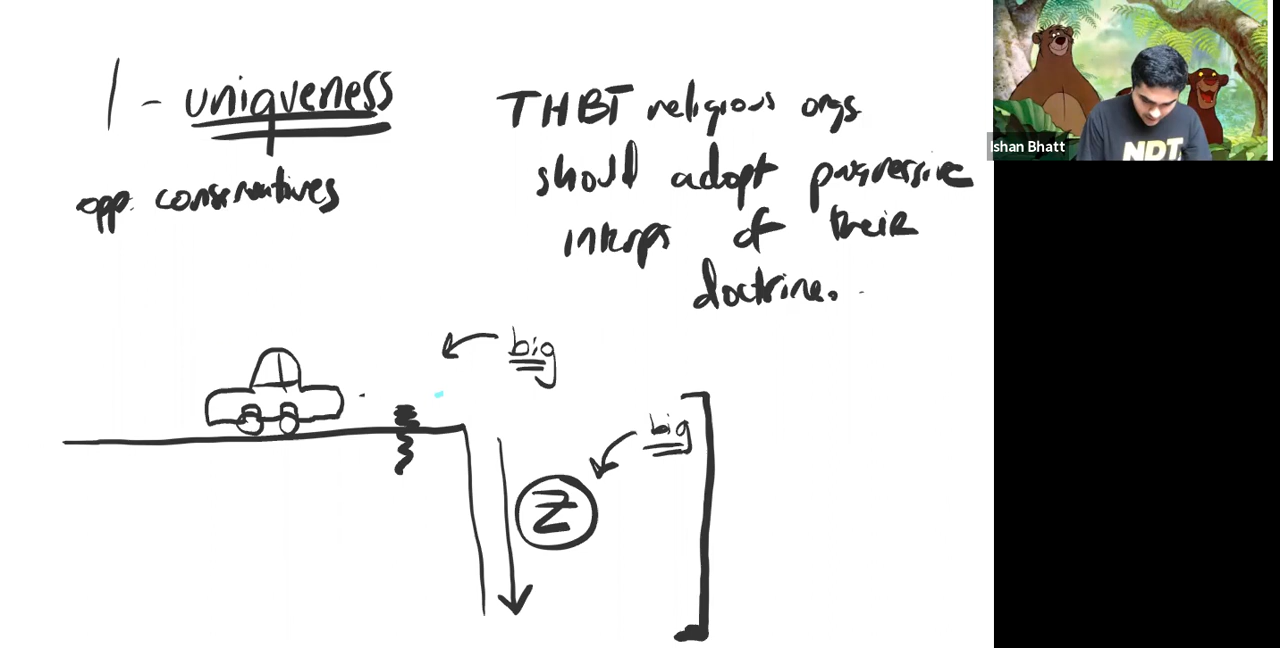 1 - uniqueness
opp. conservatives
THBT religious orgs
should adopt progressive
interps of their
doctrine.
big
big
Z
Ishan Bhatt
NDT